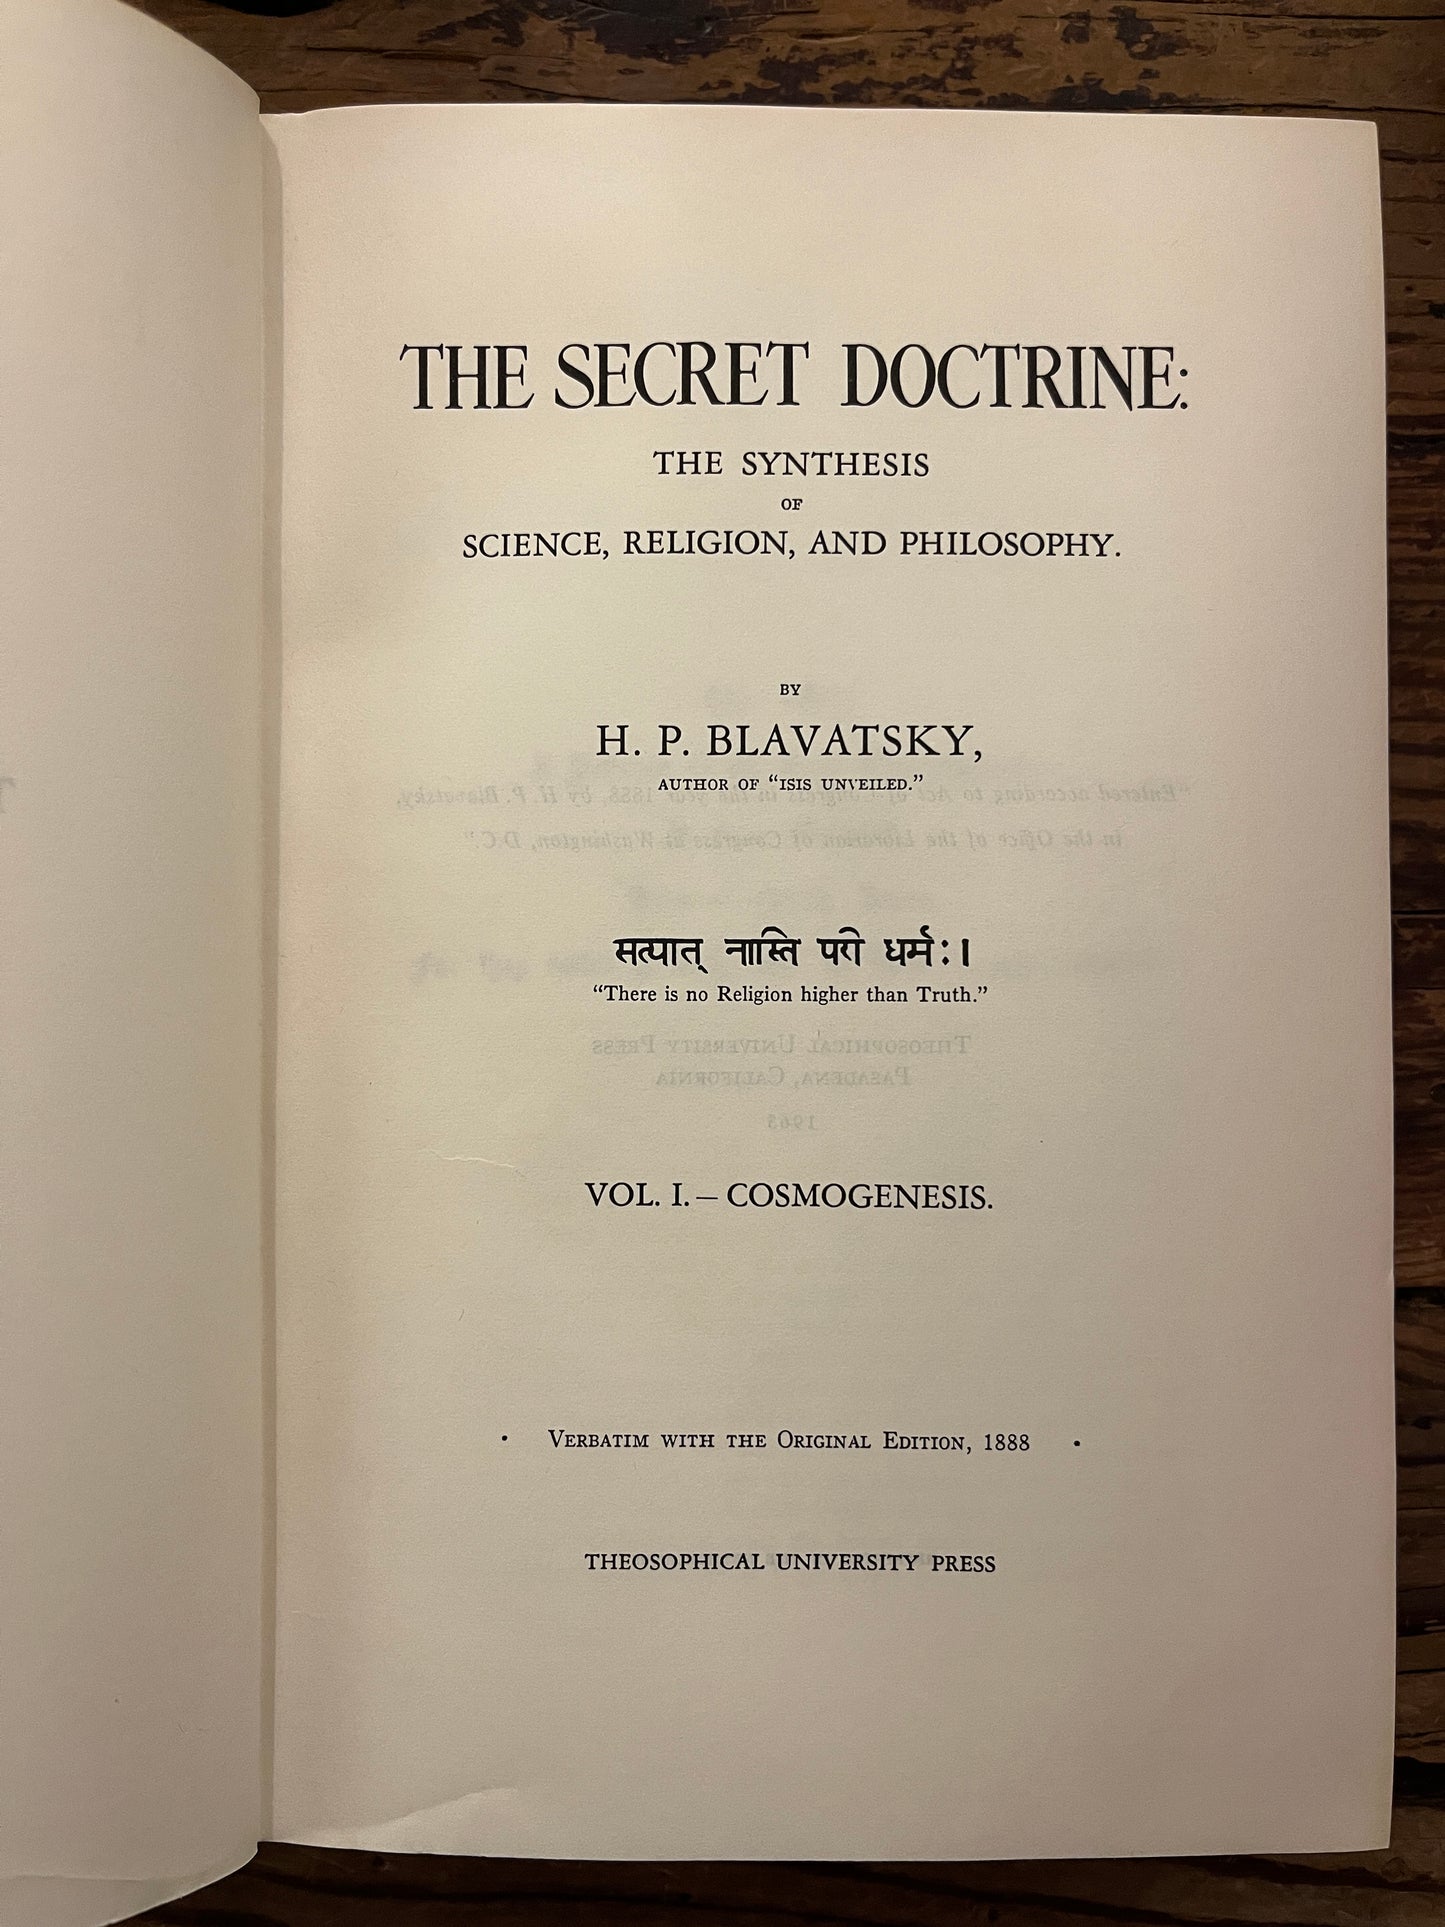 THE SECRET DOCTRINE:
THE SYNTHESIS
OF
SCIENCE, RELIGION, AND PHILOSOPHY.
BY
H. P. BLAVATSKY,
AUTHOR OF "ISIS UNVEILED."
सत्यात् नास्ति परो धर्मः।
"There is no Religion higher than Truth."
VOL. I.—COSMOGENESIS.
· VERBATIM WITH THE ORIGINAL EDITION, 1888 ·
THEOSOPHICAL UNIVERSITY PRESS